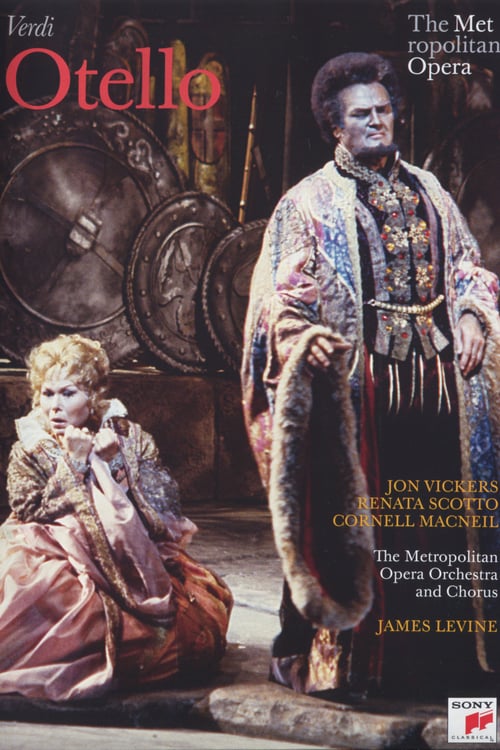 Verdi
Otello
The Met
ropolitan
Opera
JON VICKERS
RENATA SCOTTO
CORNELL MACNEIL
The Metropolitan
Opera Orchestra
and Chorus
JAMES LEVINE
SONY
CLASSICAL